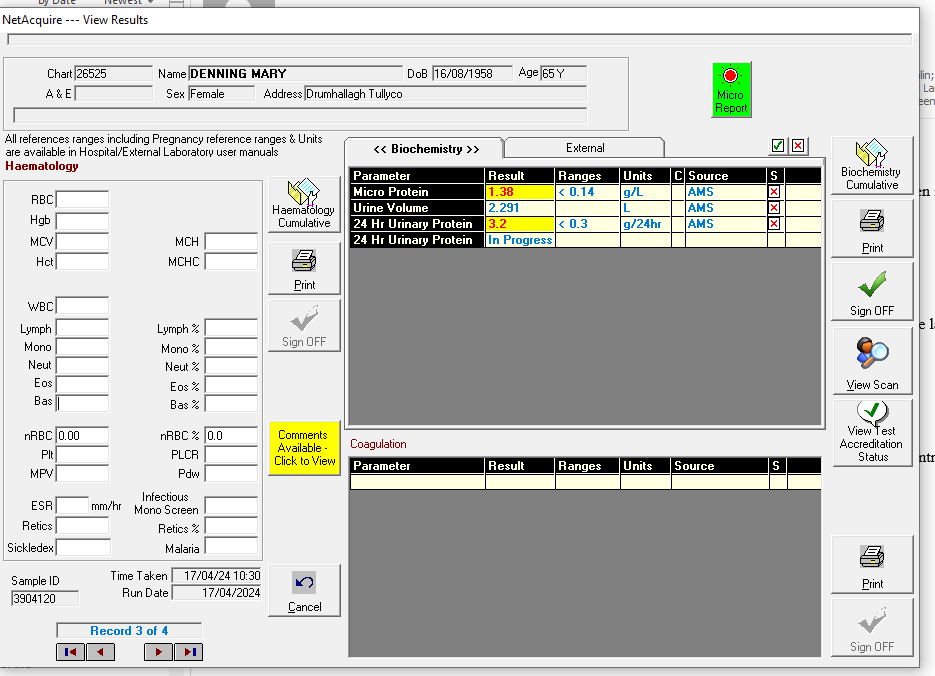 by Date Newest
NetAcquire --- View Results
Chart 26525 Name DENNING MARY DoB 16/08/1958 Age 65 Y
A & E Sex Female Address Drumhallagh Tullyco
Micro
Report
All references ranges including Pregnancy reference ranges & Units
are available in Hospital/External Laboratory user manuals
Haematology
RBC
Hgb
MCV MCH
Hct MCHC
WBC
Lymph Lymph %
Mono Mono %
Neut Neut %
Eos Eos %
Bas Bas %
nRBC 0.00 nRBC % 0.0
Plt PLCR
MPV Pdw
ESR mm/hr Infectious
Mono Screen
Retics Retics %
Sickledex Malaria
Sample ID
3904120
Time Taken 17/04/24 10:30
Run Date 17/04/2024
Record 3 of 4
Haematology
Cumulative
Print
Sign OFF
Comments
Available -
Click to View
Cancel
<< Biochemistry >> External
Parameter Result Ranges Units C Source S
Micro Protein 1.38 < 0.14 g/L AMS
Urine Volume 2.291 L AMS
24 Hr Urinary Protein 3.2 < 0.3 g/24hr AMS
24 Hr Urinary Protein In Progress
Coagulation
Parameter Result Ranges Units Source S
Biochemistry
Cumulative
Print
Sign OFF
View Scan
View Test
Accreditation
Status
Print
Sign OFF